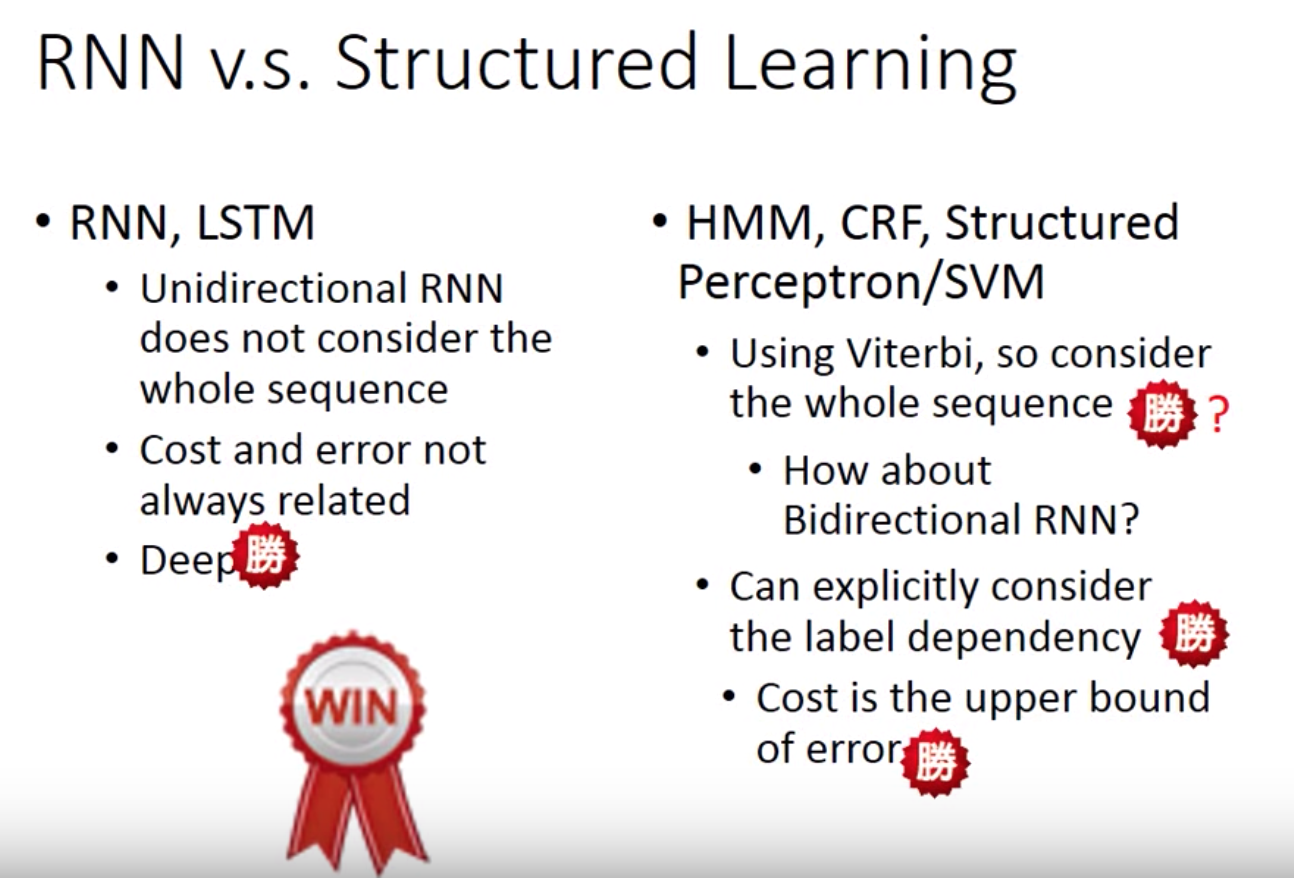 RNN v.s. Structured Learning
• RNN, LSTM
• Unidirectional RNN
does not consider the
whole sequence
• Cost and error not
always related
• Deep 勝
WIN
• HMM, CRF, Structured
Perceptron/SVM
• Using Viterbi, so consider
the whole sequence 勝 ?
• How about
Bidirectional RNN?
• Can explicitly consider
the label dependency 勝
• Cost is the upper bound
of error 勝